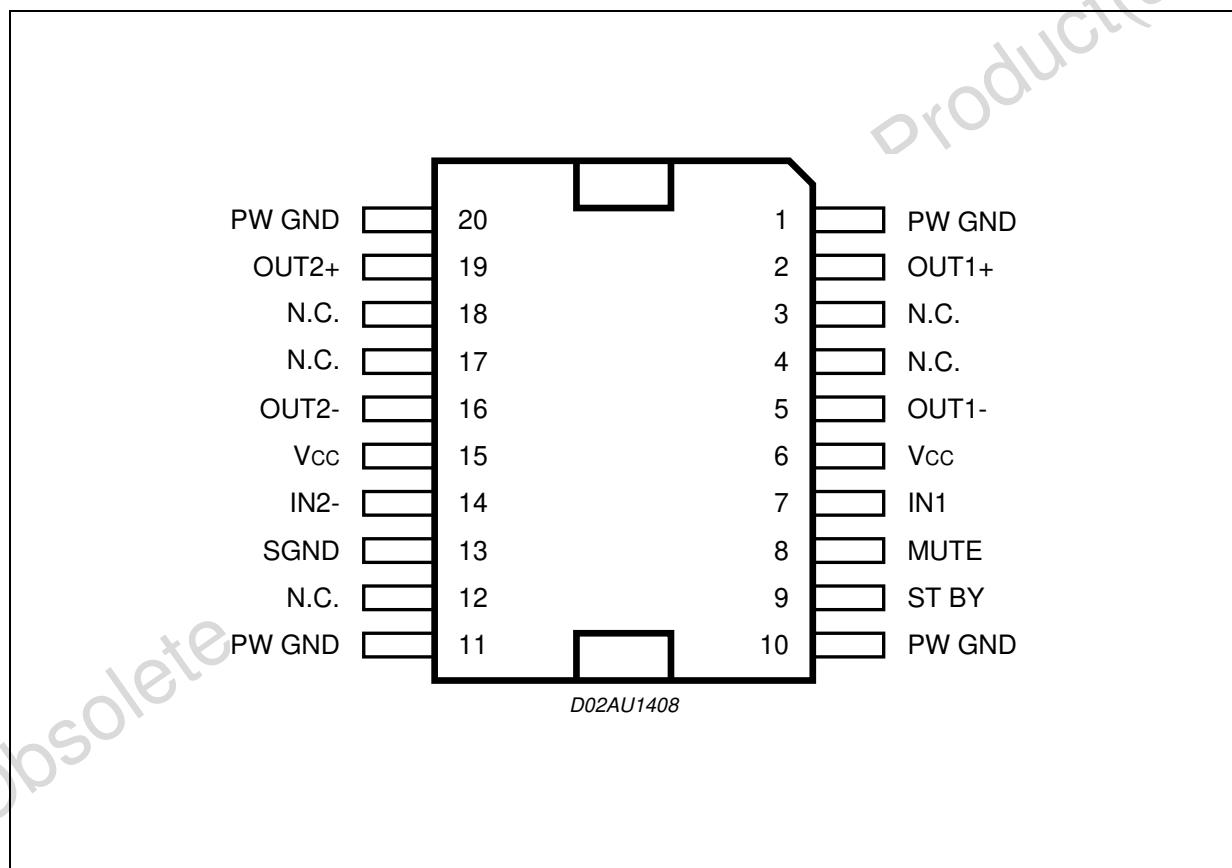 Product(
PW GND 20 1 PW GND
OUT2+ 19 2 OUT1+
N.C. 18 3 N.C.
N.C. 17 4 N.C.
OUT2- 16 5 OUT1-
Vcc 15 6 Vcc
IN2- 14 7 IN1
SGND 13 8 MUTE
N.C. 12 9 ST BY
PW GND 11 10 PW GND
D02AU1408
Obsolete